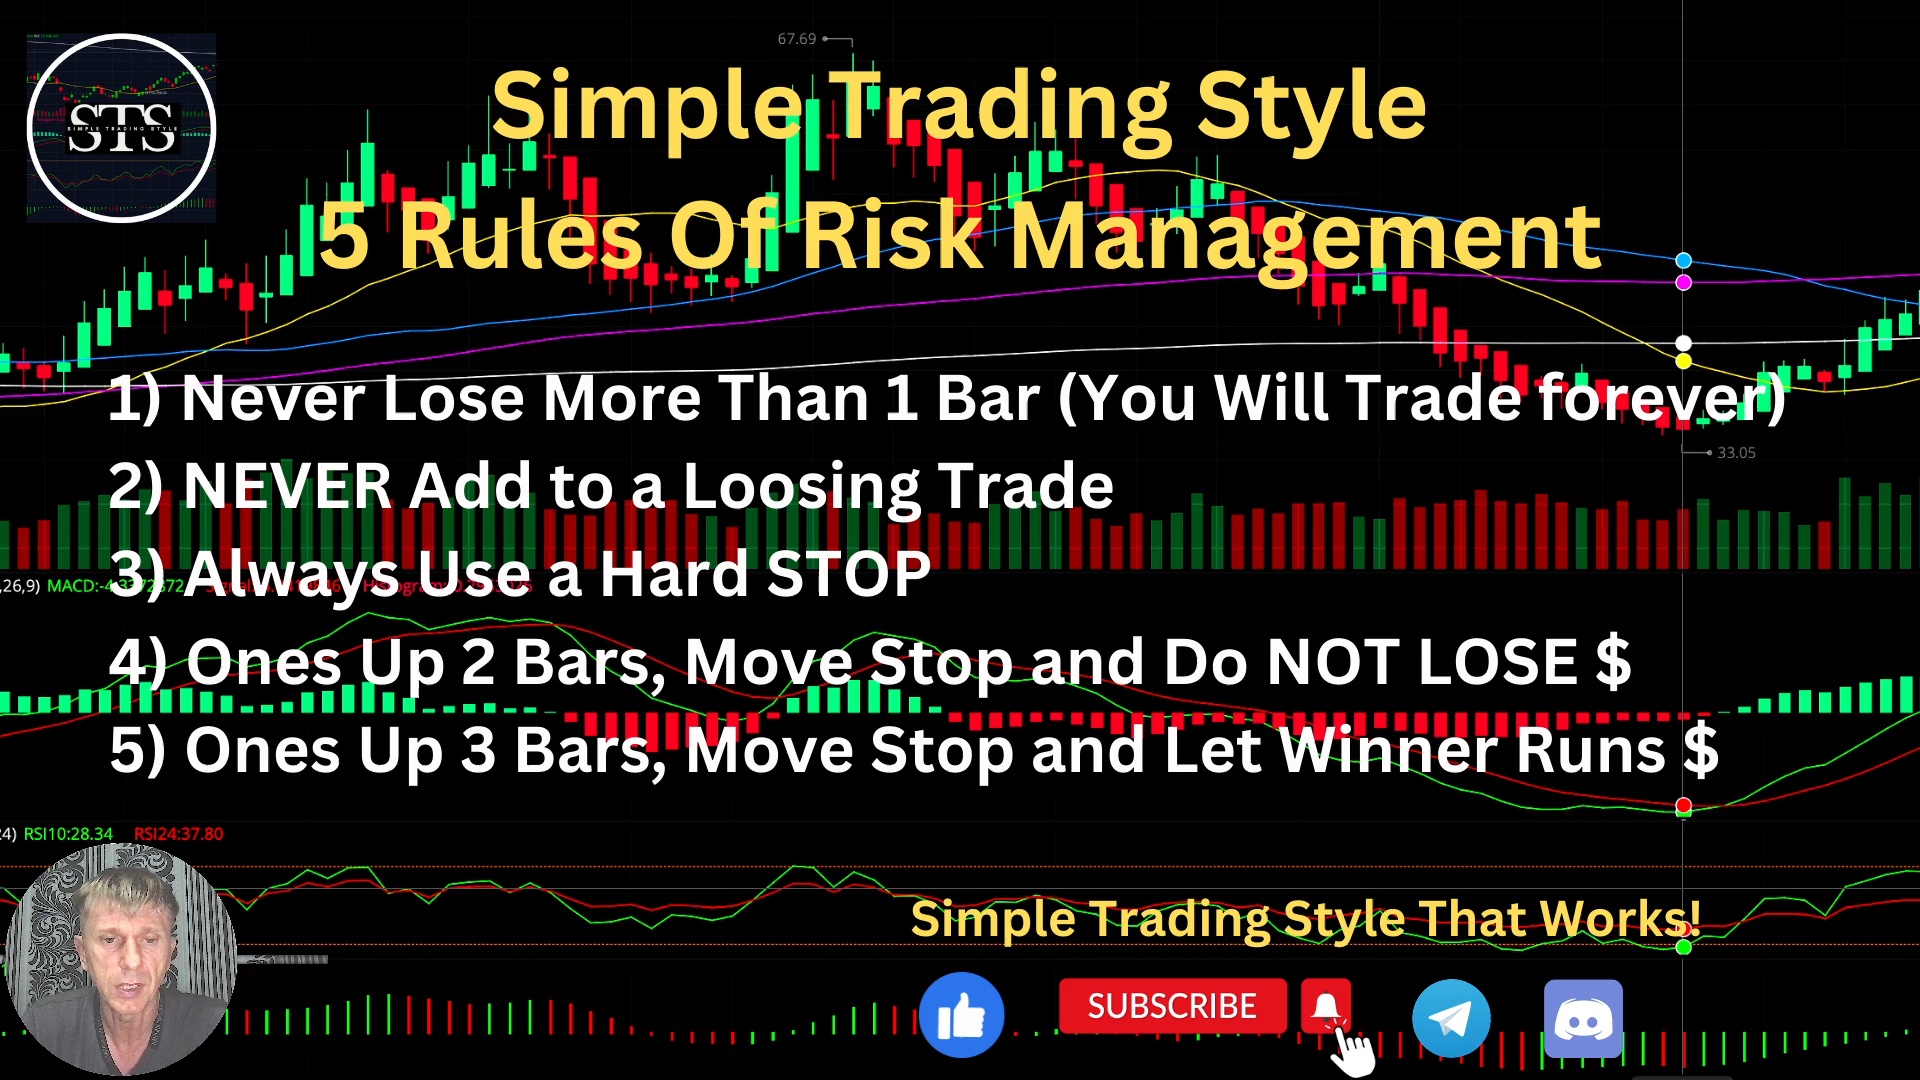 67.69
STS
SIMPLE TRADING STYLE
Simple Trading Style
5 Rules Of Risk Management
1) Never Lose More Than 1 Bar (You Will Trade forever)
33.05
2) NEVER Add to a Loosing Trade
3) Always Use a Hard STOP
,26,9) MACD:-4.3372872
4) Ones Up 2 Bars, Move Stop and Do NOT LOSE $
5) Ones Up 3 Bars, Move Stop and Let Winner Runs $
24) RSI10:28.34 RSI24:37.80
Simple Trading Style That Works!
SUBSCRIBE